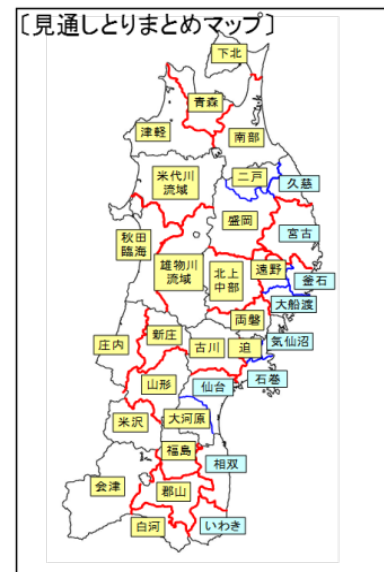 〔見通しとりまとめマップ〕
下北
青森
津軽
南部
米代川
流域
二戸
久慈
盛岡
宮古
秋田
臨海
雄物川
流域
北上
中部
遠野
釜石
大船渡
両磐
気仙沼
庄内
新庄
古川
迫
石巻
山形
仙台
米沢
大河原
福島
相双
会津
郡山
白河
いわき